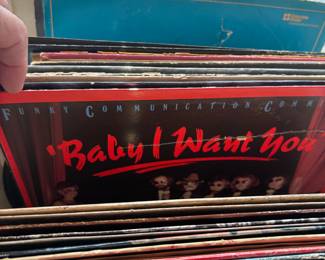 FUNKY COMMUNICATION COMM
'Baby I Want You